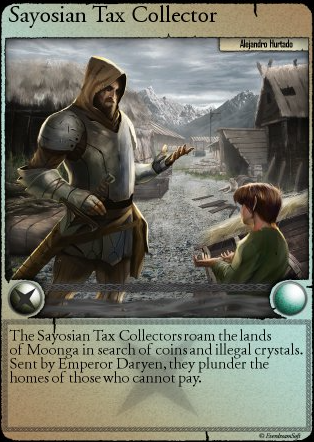 Sayosian Tax Collector
Alejandro Hurtado
The Sayosian Tax Collectors roam the lands
of Moonga in search of coins and illegal crystals.
Sent by Emperor Daryen, they plunder the
homes of those who cannot pay.
© EverdreamSoft